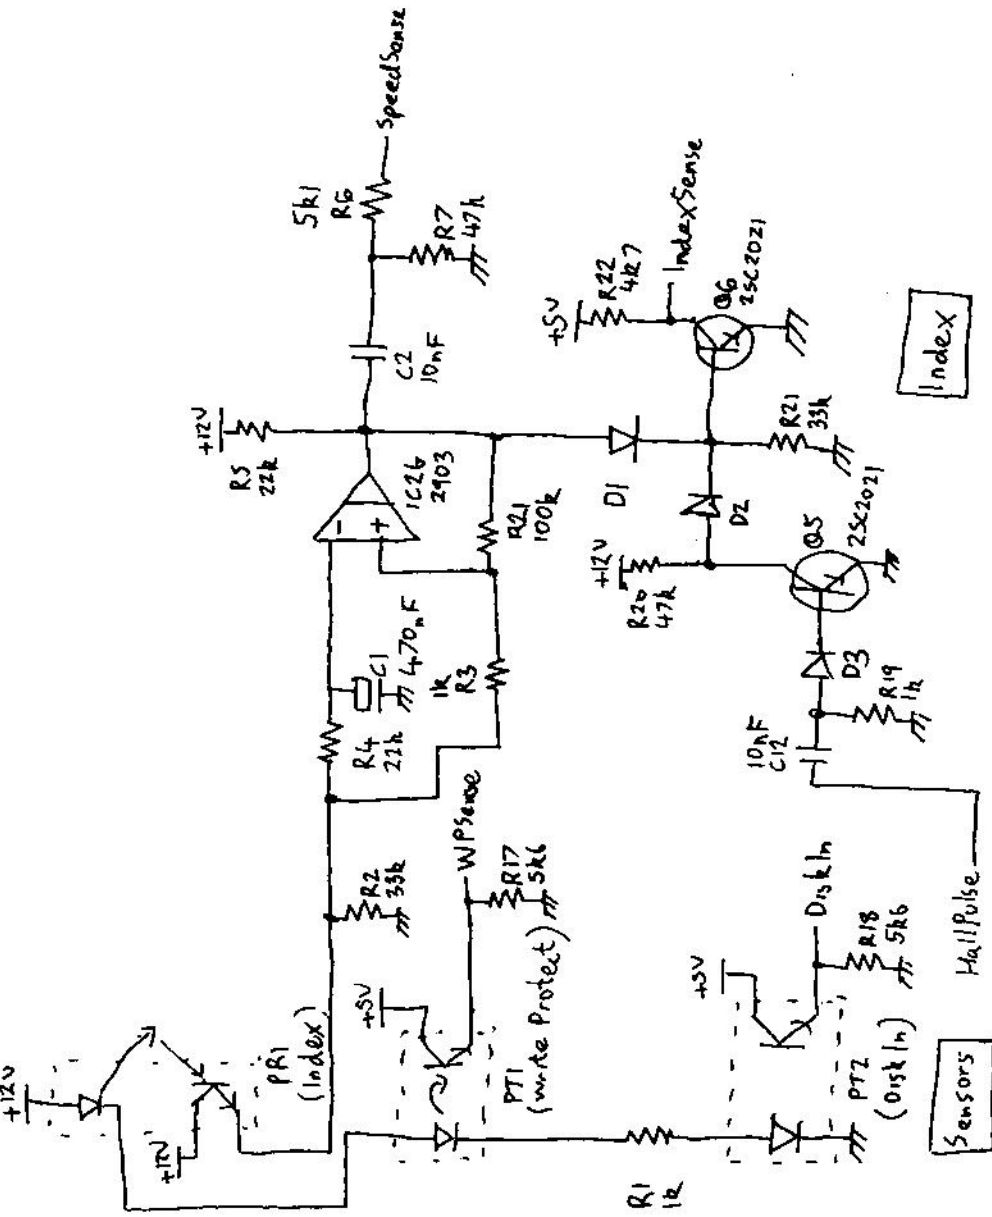 +12V
PR1
(Index)
+12V
R2
33k
+5V
WPSense
R17
5k6
PT1
(Write Protect)
R1
1k
+5V
DiskIn
R18
5k6
PT2
(Disk In)
Sensors
R4
22k
C1
470nF
1k
R3
-
+
IC2b
2903
+12V
R5
22k
R21
100k
C2
10nF
5k1
R6
SpeedSense
R7
47k
D1
D2
+12V
R20
47k
Q5
2SC2021
D3
R19
1k
10nF
C12
HallPulse
R21
33k
+5V
R22
4k7
IndexSense
Q6
2SC2021
Index